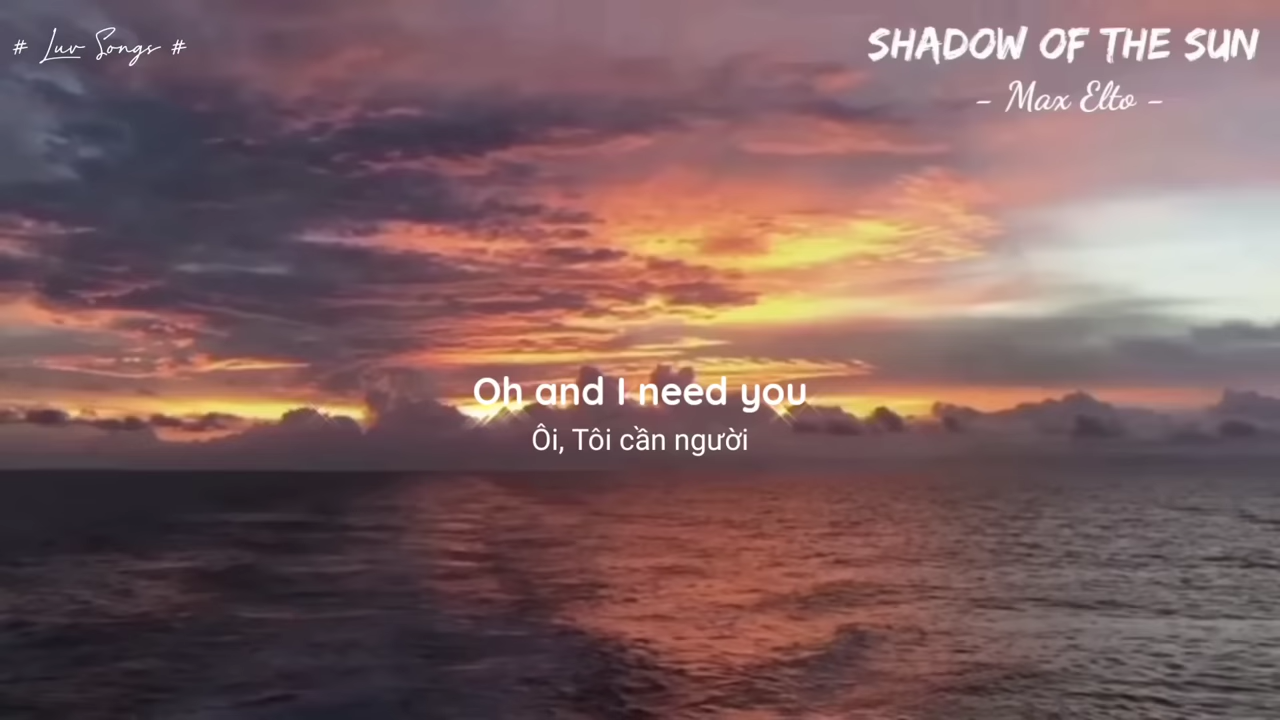 # Luv Songs #
SHADOW OF THE SUN
- Max Elto -
Oh and I need you
Ôi, Tôi cần người